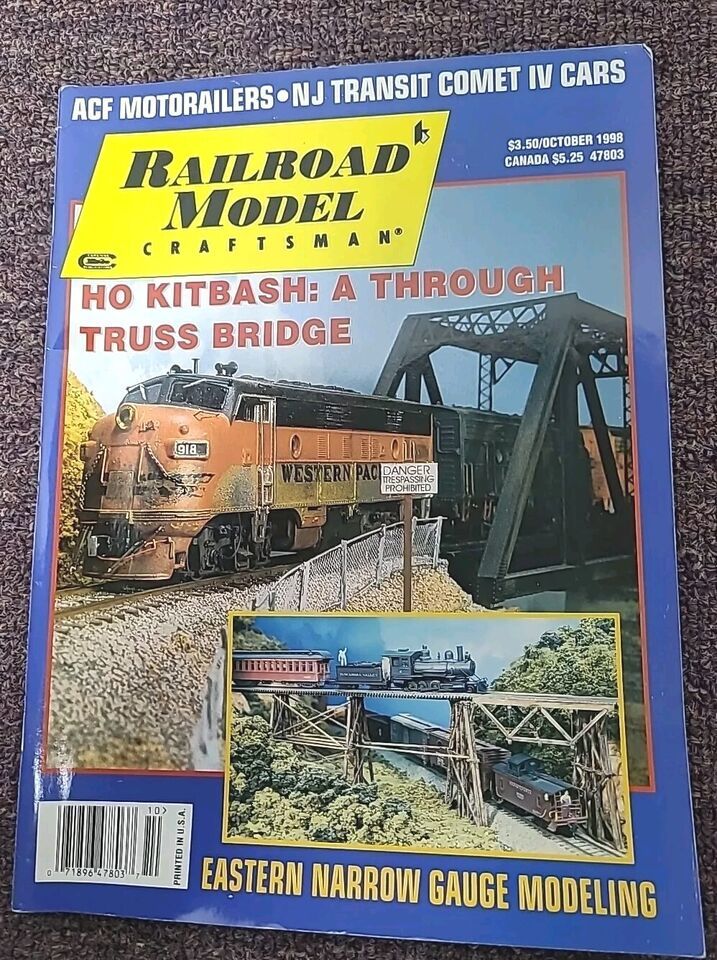 ACF MOTORAILERS • NJ TRANSIT COMET IV CARS
$3.50/OCTOBER 1998
CANADA $5.25 47803
RAILROAD
MODEL
CRAFTSMAN®
HO KITBASH: A THROUGH
TRUSS BRIDGE
918
WESTERN PAC
DANGER
TRESPASSING
PROHIBITED
10>
0 71896 47803 7
PRINTED IN U.S.A.
EASTERN NARROW GAUGE MODELING